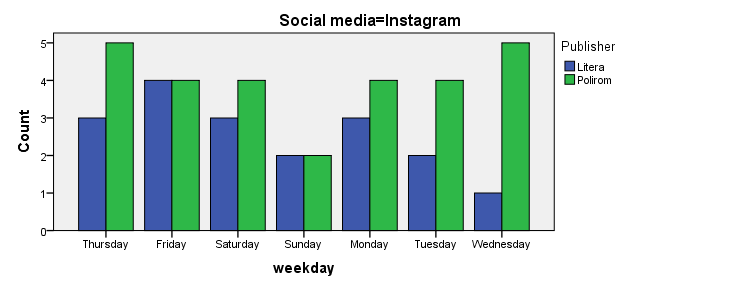 Social media=Instagram
Publisher
Litera
Polirom
Count
5
4
3
2
1
0
Thursday Friday Saturday Sunday Monday Tuesday Wednesday
weekday